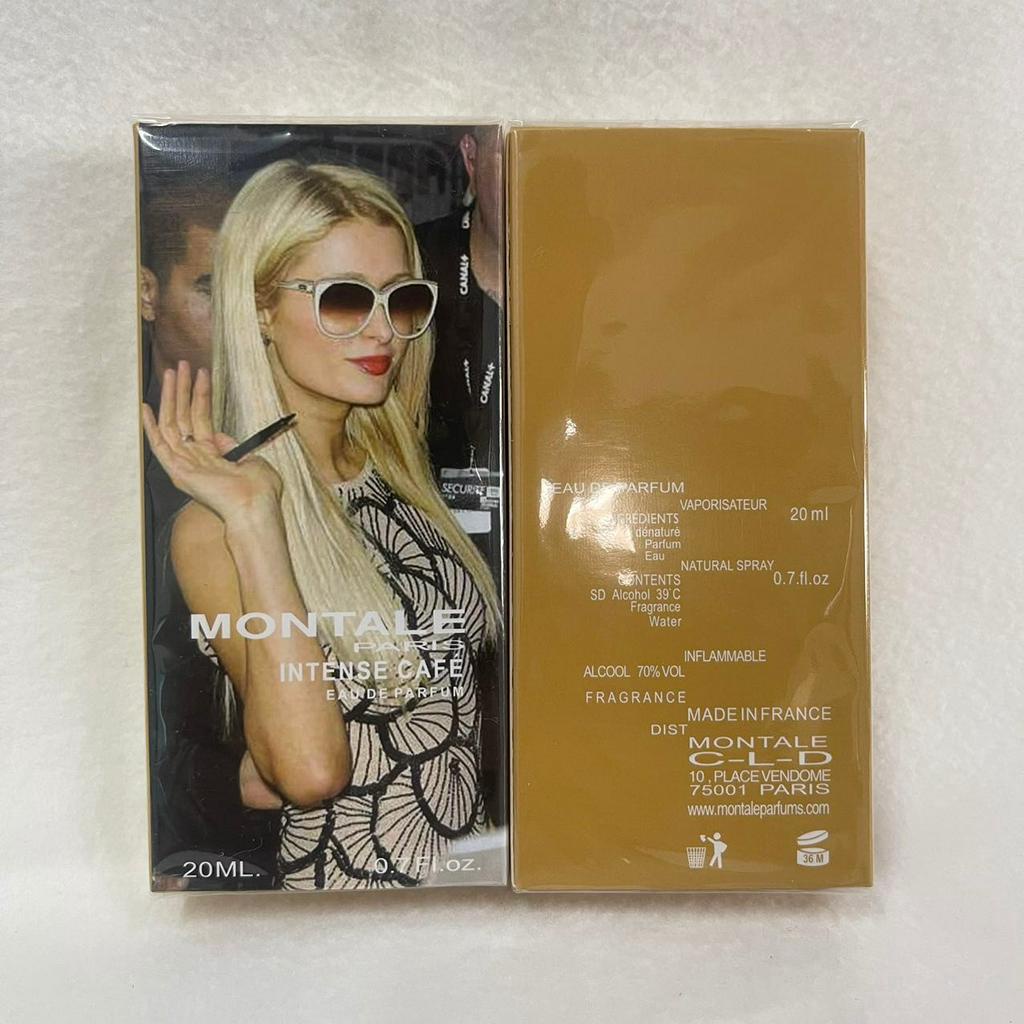 CANAL+
CANAL+
SECURITE
MONTALE
PARIS
INTENSE CAFE
EAU DE PARFUM
20ML.
0.7 Fl.oz.
EAU DE PARFUM
VAPORISATEUR
20 ml
dénaturè
Parfum
Eau
NATURAL SPRAY
0.7.fl.oz
CONTENTS
SD Alcohol 39°C
Fragrance
Water
INFLAMMABLE
ALCOOL 70% VOL
FRAGRANCE
MADE IN FRANCE
DIST
MONTALE
C-L-D
10, PLACE VENDOME
75001 PARIS
www.montaleparfums.com
36 M